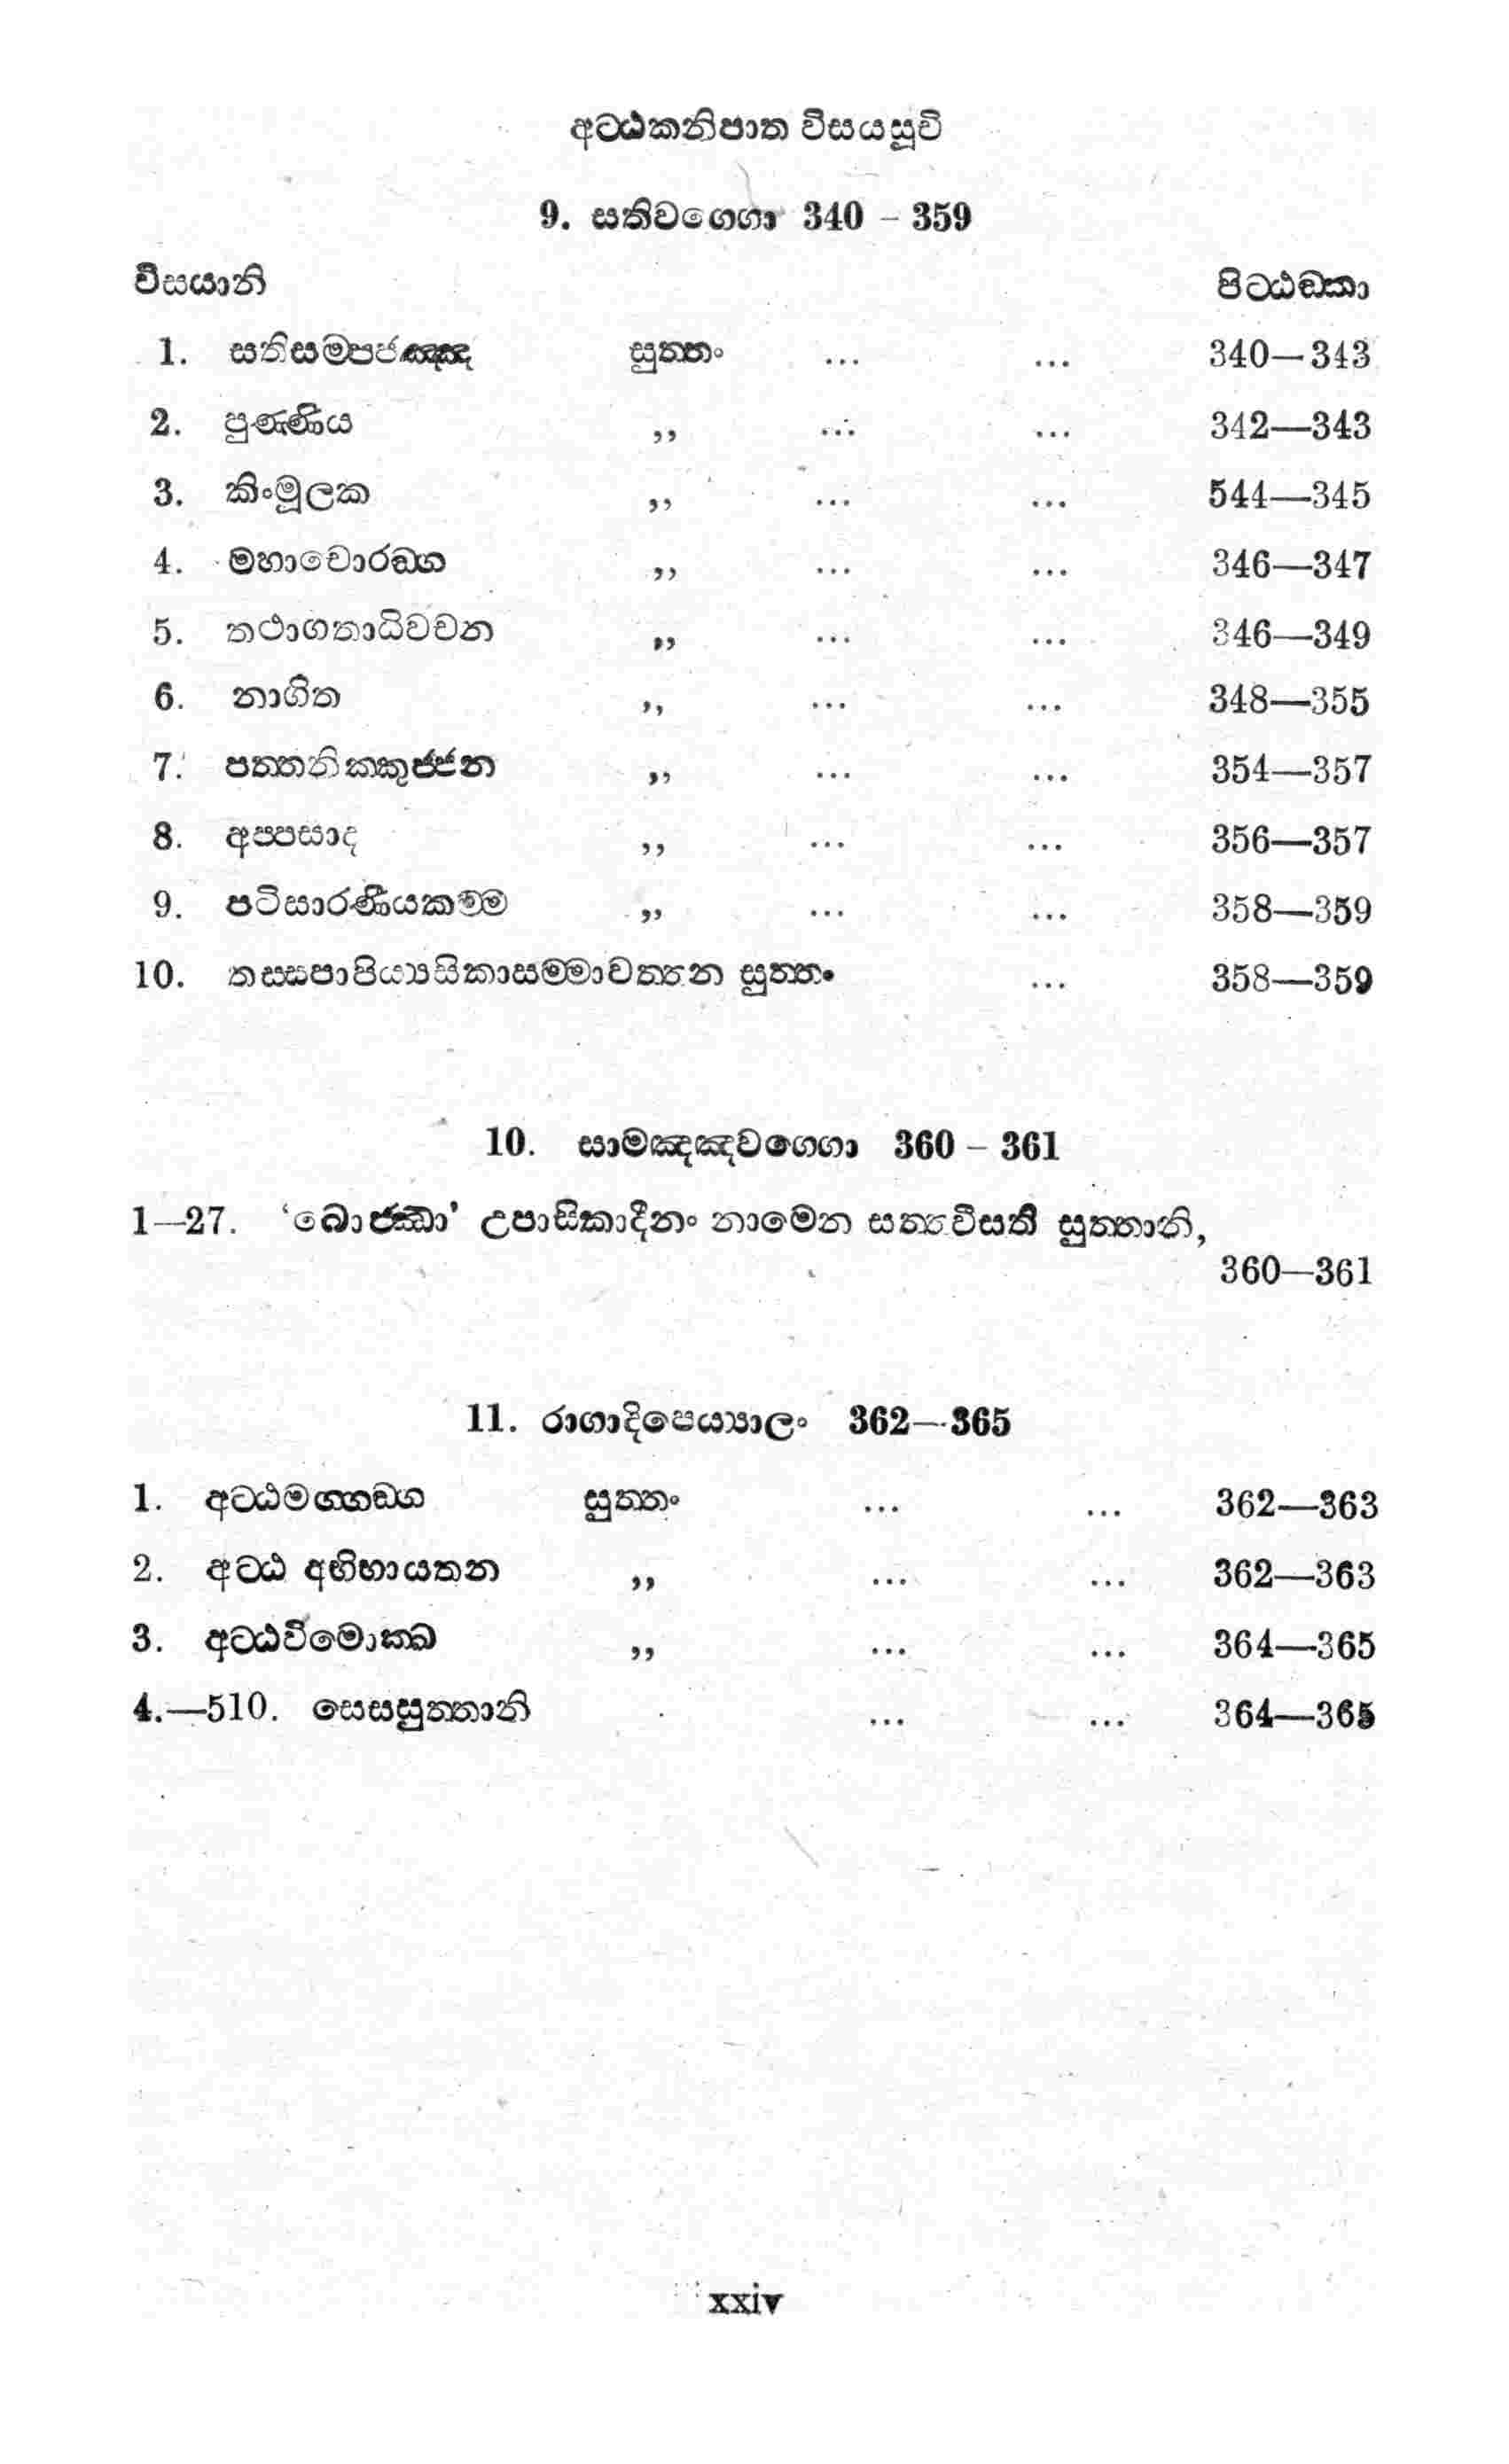 අට්ඨකනිපාත විසයසූචි
9. සතිවග්ගො 340 – 359
විසයානි පිට්ඨඞ්කා
1. සතිසම්පජඤ්ඤ සුත්තං ... ... 340—343
2. පුණ්ණිය ,, ... ... 342—343
3. කිංමූලක ,, ... ... 544—345
4. මහාචොරඞ්ග ,, ... ... 346—347
5. තථාගතාධිවචන ,, ... ... 346—349
6. නාගිත ,, ... ... 348—355
7. පත්තනික්කුජ්ජන ,, ... ... 354—357
8. අප්පසාද ,, ... ... 356—357
9. පටිසාරණීයකම්ම ,, ... ... 358—359
10. තස්සපාපිය්‍යසිකාසම්මාවත්තන සුත්තං ... 358—359
10. සාමඤ්ඤවග්ගො 360 – 361
1—27. ‘බොජ්ඣා’ උපාසිකාදීනං නාමෙන සත්තවීසති සුත්තානි,
360—361
11. රාගාදිපෙය්‍යාලං 362—365
1. අට්ඨමග්ගඞ්ග සුත්තං ... ... 362—363
2. අට්ඨ අභිභායතන ,, ... ... 362—363
3. අට්ඨවිමොක්ඛ ,, ... ... 364—365
4.—510. සෙසසුත්තානි ... ... 364—365
xxiv